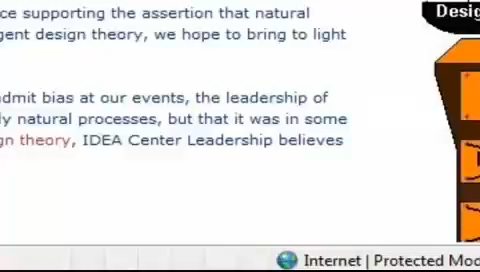 ce supporting the assertion that natural
gent design theory, we hope to bring to light
admit bias at our events, the leadership of
ly natural processes, but that it was in some
gn theory, IDEA Center Leadership believes
Desig
Internet | Protected Mod